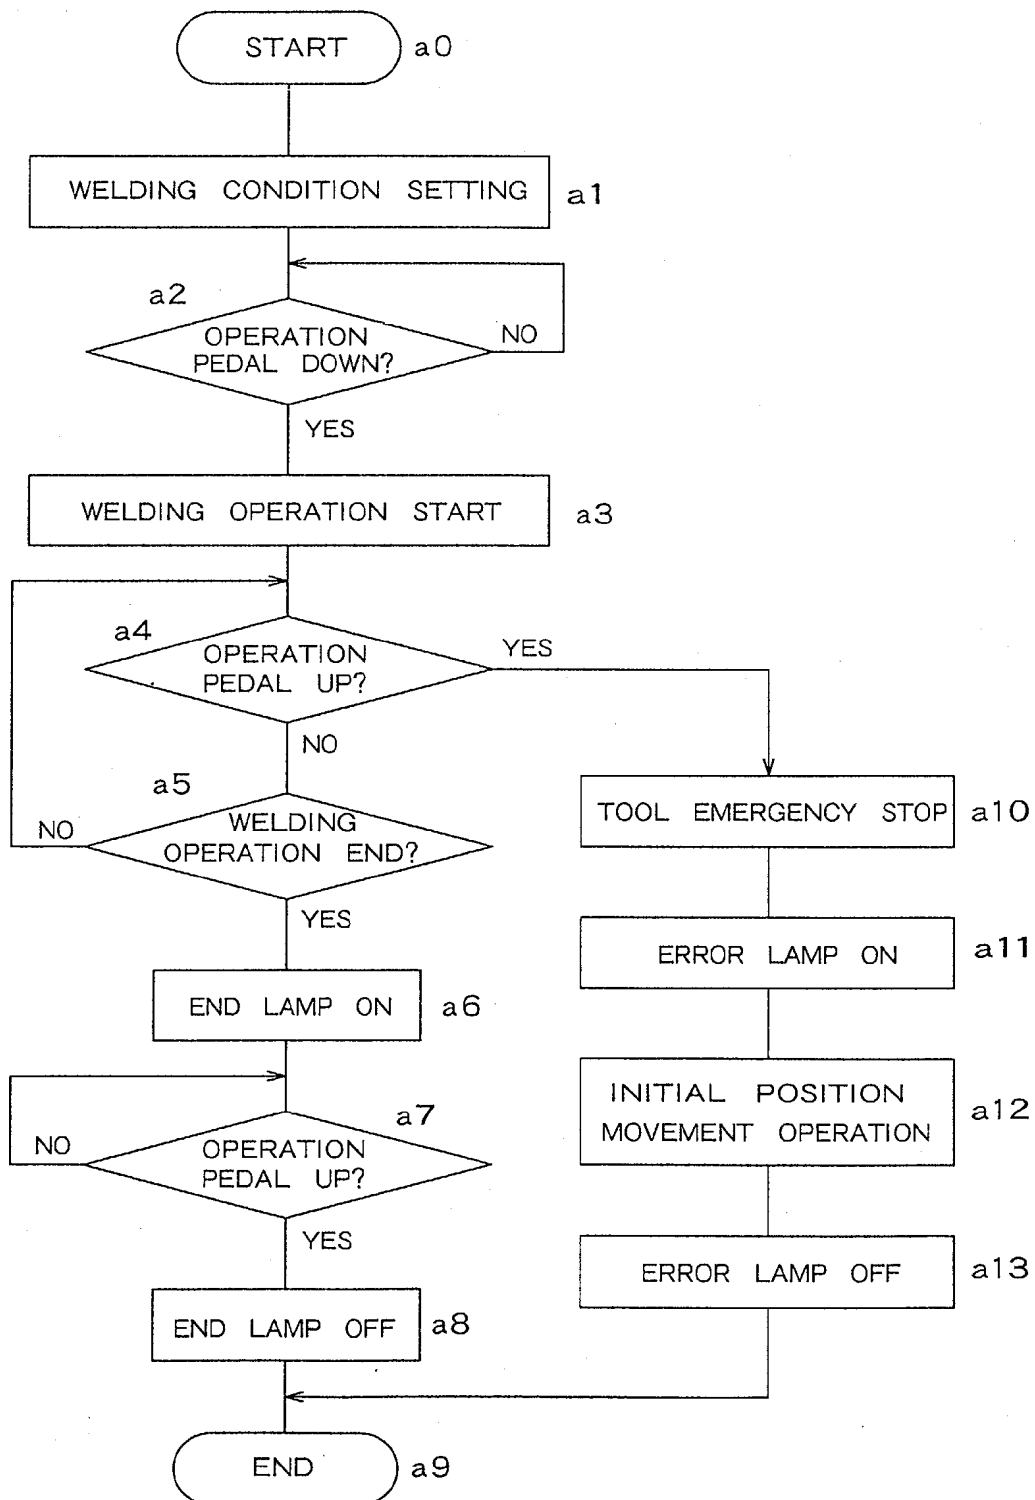 START
a0
WELDING CONDITION SETTING
a1
a2
OPERATION
PEDAL DOWN?
NO
YES
WELDING OPERATION START
a3
a4
OPERATION
PEDAL UP?
YES
NO
a5
WELDING
OPERATION END?
NO
YES
END LAMP ON
a6
a7
OPERATION
PEDAL UP?
NO
YES
END LAMP OFF
a8
TOOL EMERGENCY STOP
a10
ERROR LAMP ON
a11
INITIAL POSITION
MOVEMENT OPERATION
a12
ERROR LAMP OFF
a13
END
a9